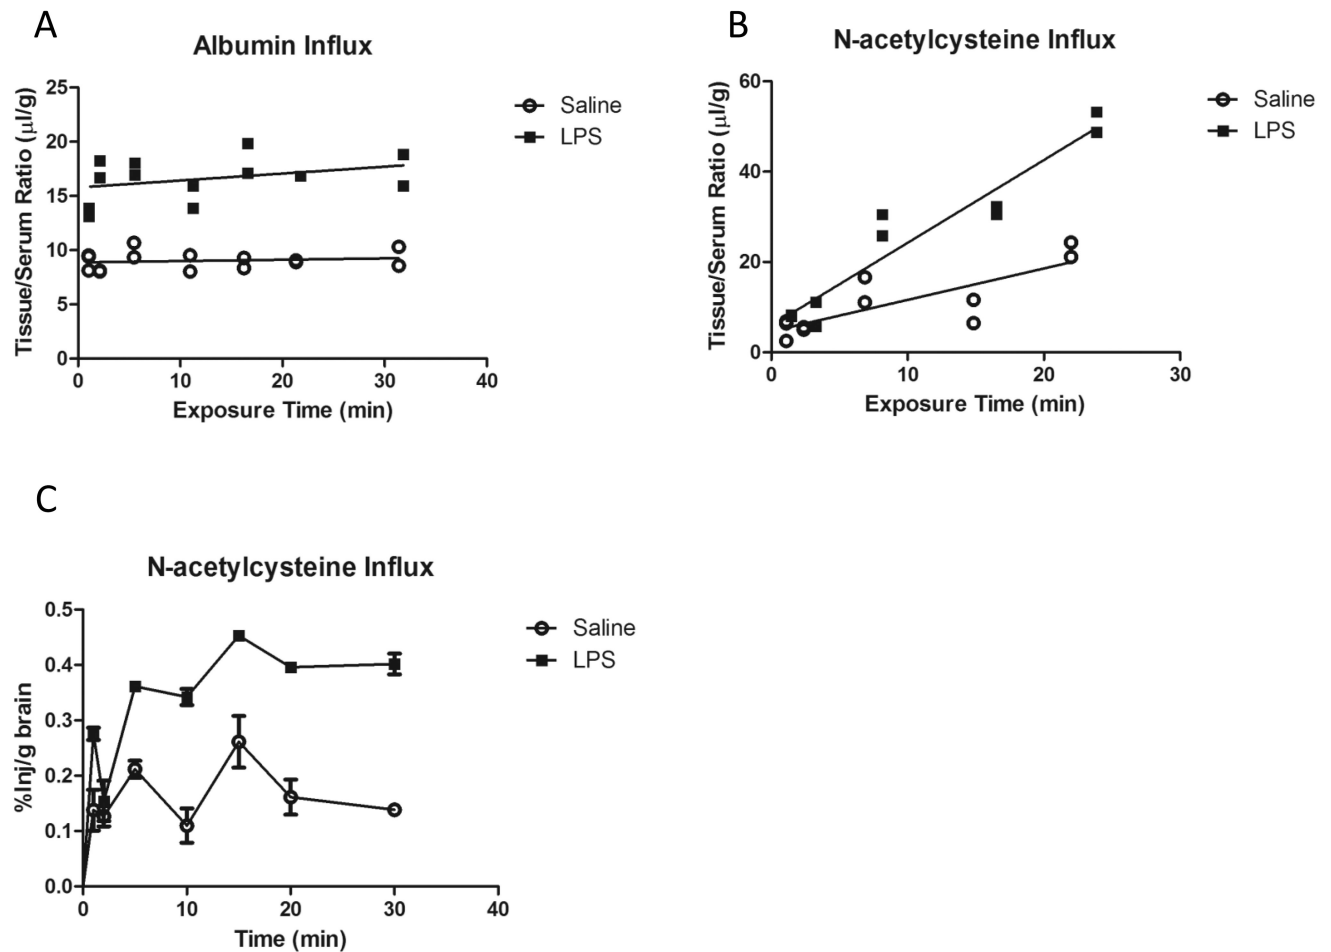 A
Albumin Influx
Tissue/Serum Ratio (μl/g)
25
20
15
10
5
0
0 10 20 30 40
Exposure Time (min)
Saline
LPS
B
N-acetylcysteine Influx
Tissue/Serum Ratio (μl/g)
60
40
20
0
0 10 20 30
Exposure Time (min)
Saline
LPS
C
N-acetylcysteine Influx
%Inj/g brain
0.5
0.4
0.3
0.2
0.1
0.0
0 10 20 30 40
Time (min)
Saline
LPS